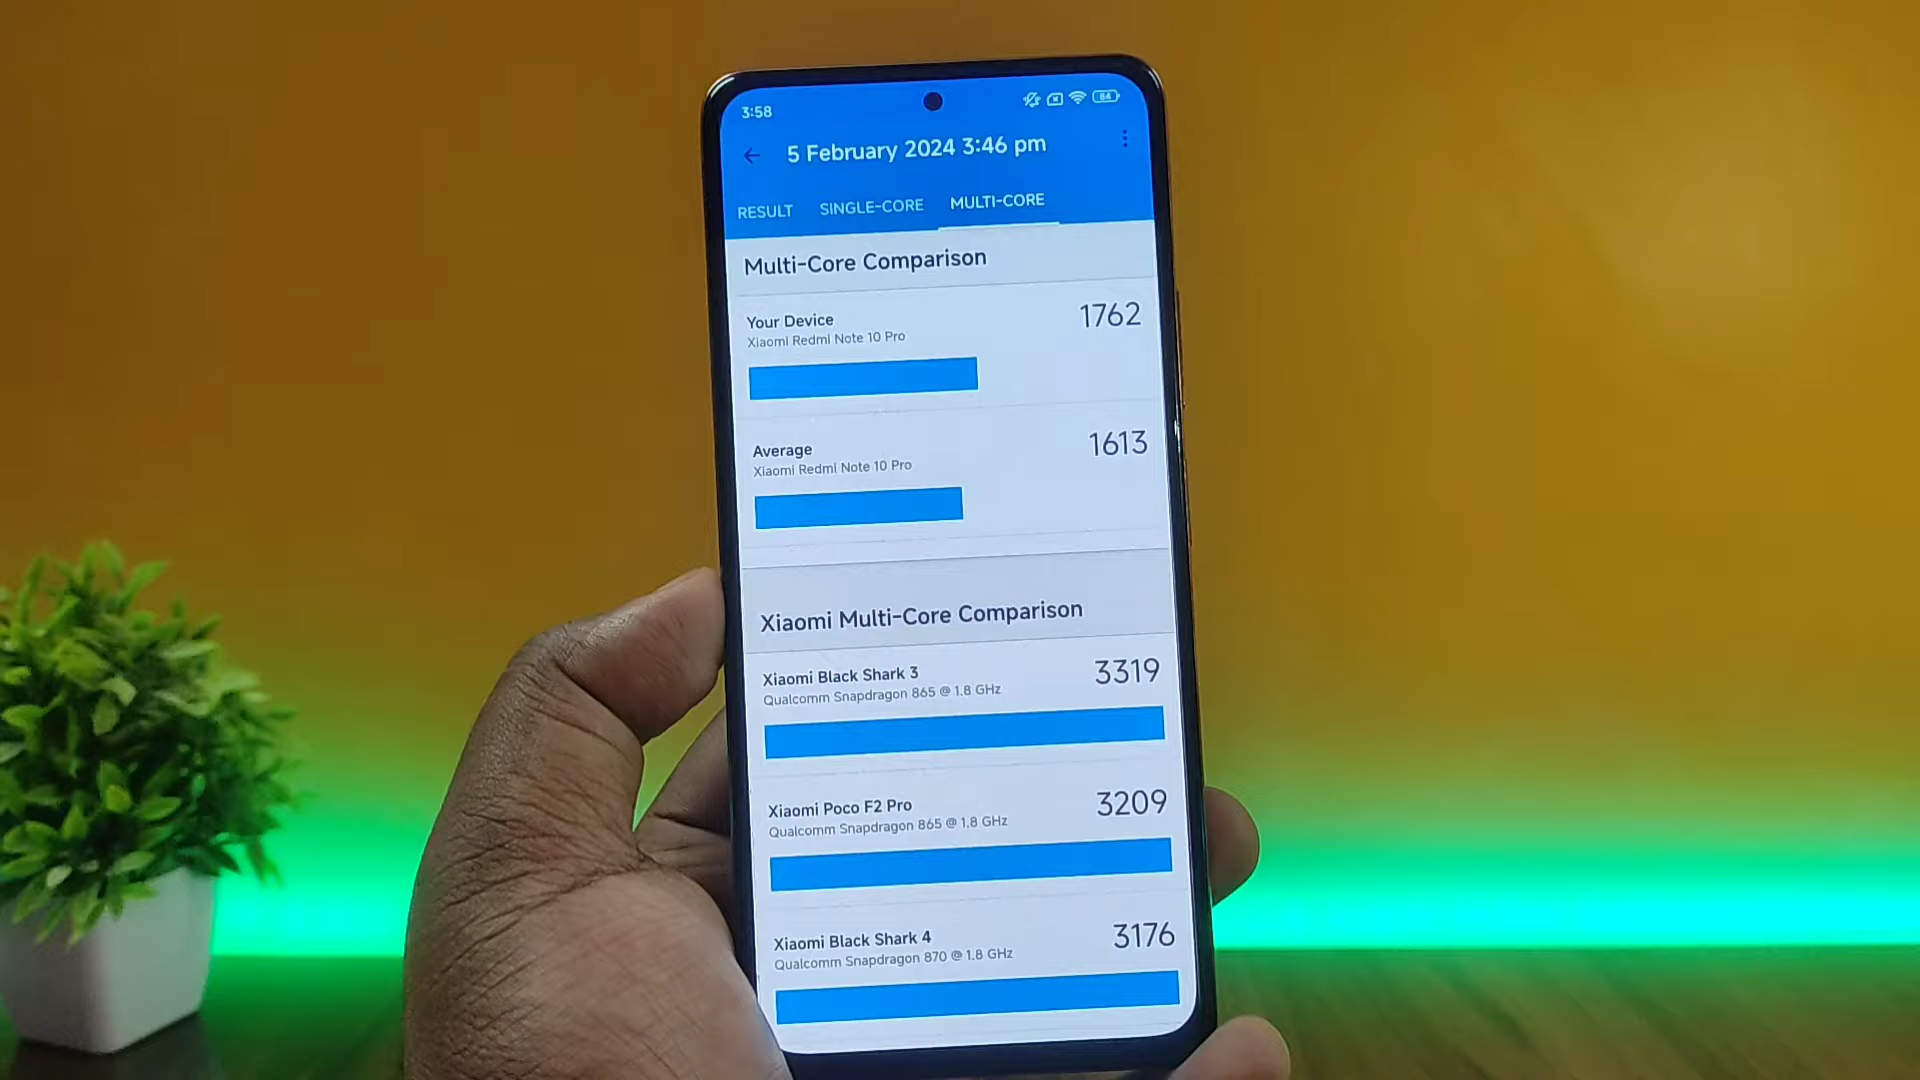 3:58
84
5 February 2024 3:46 pm
RESULT SINGLE-CORE MULTI-CORE
Multi-Core Comparison
Your Device 1762
Xiaomi Redmi Note 10 Pro
Average 1613
Xiaomi Redmi Note 10 Pro
Xiaomi Multi-Core Comparison
Xiaomi Black Shark 3 3319
Qualcomm Snapdragon 865 @ 1.8 GHz
Xiaomi Poco F2 Pro 3209
Qualcomm Snapdragon 865 @ 1.8 GHz
Xiaomi Black Shark 4 3176
Qualcomm Snapdragon 870 @ 1.8 GHz